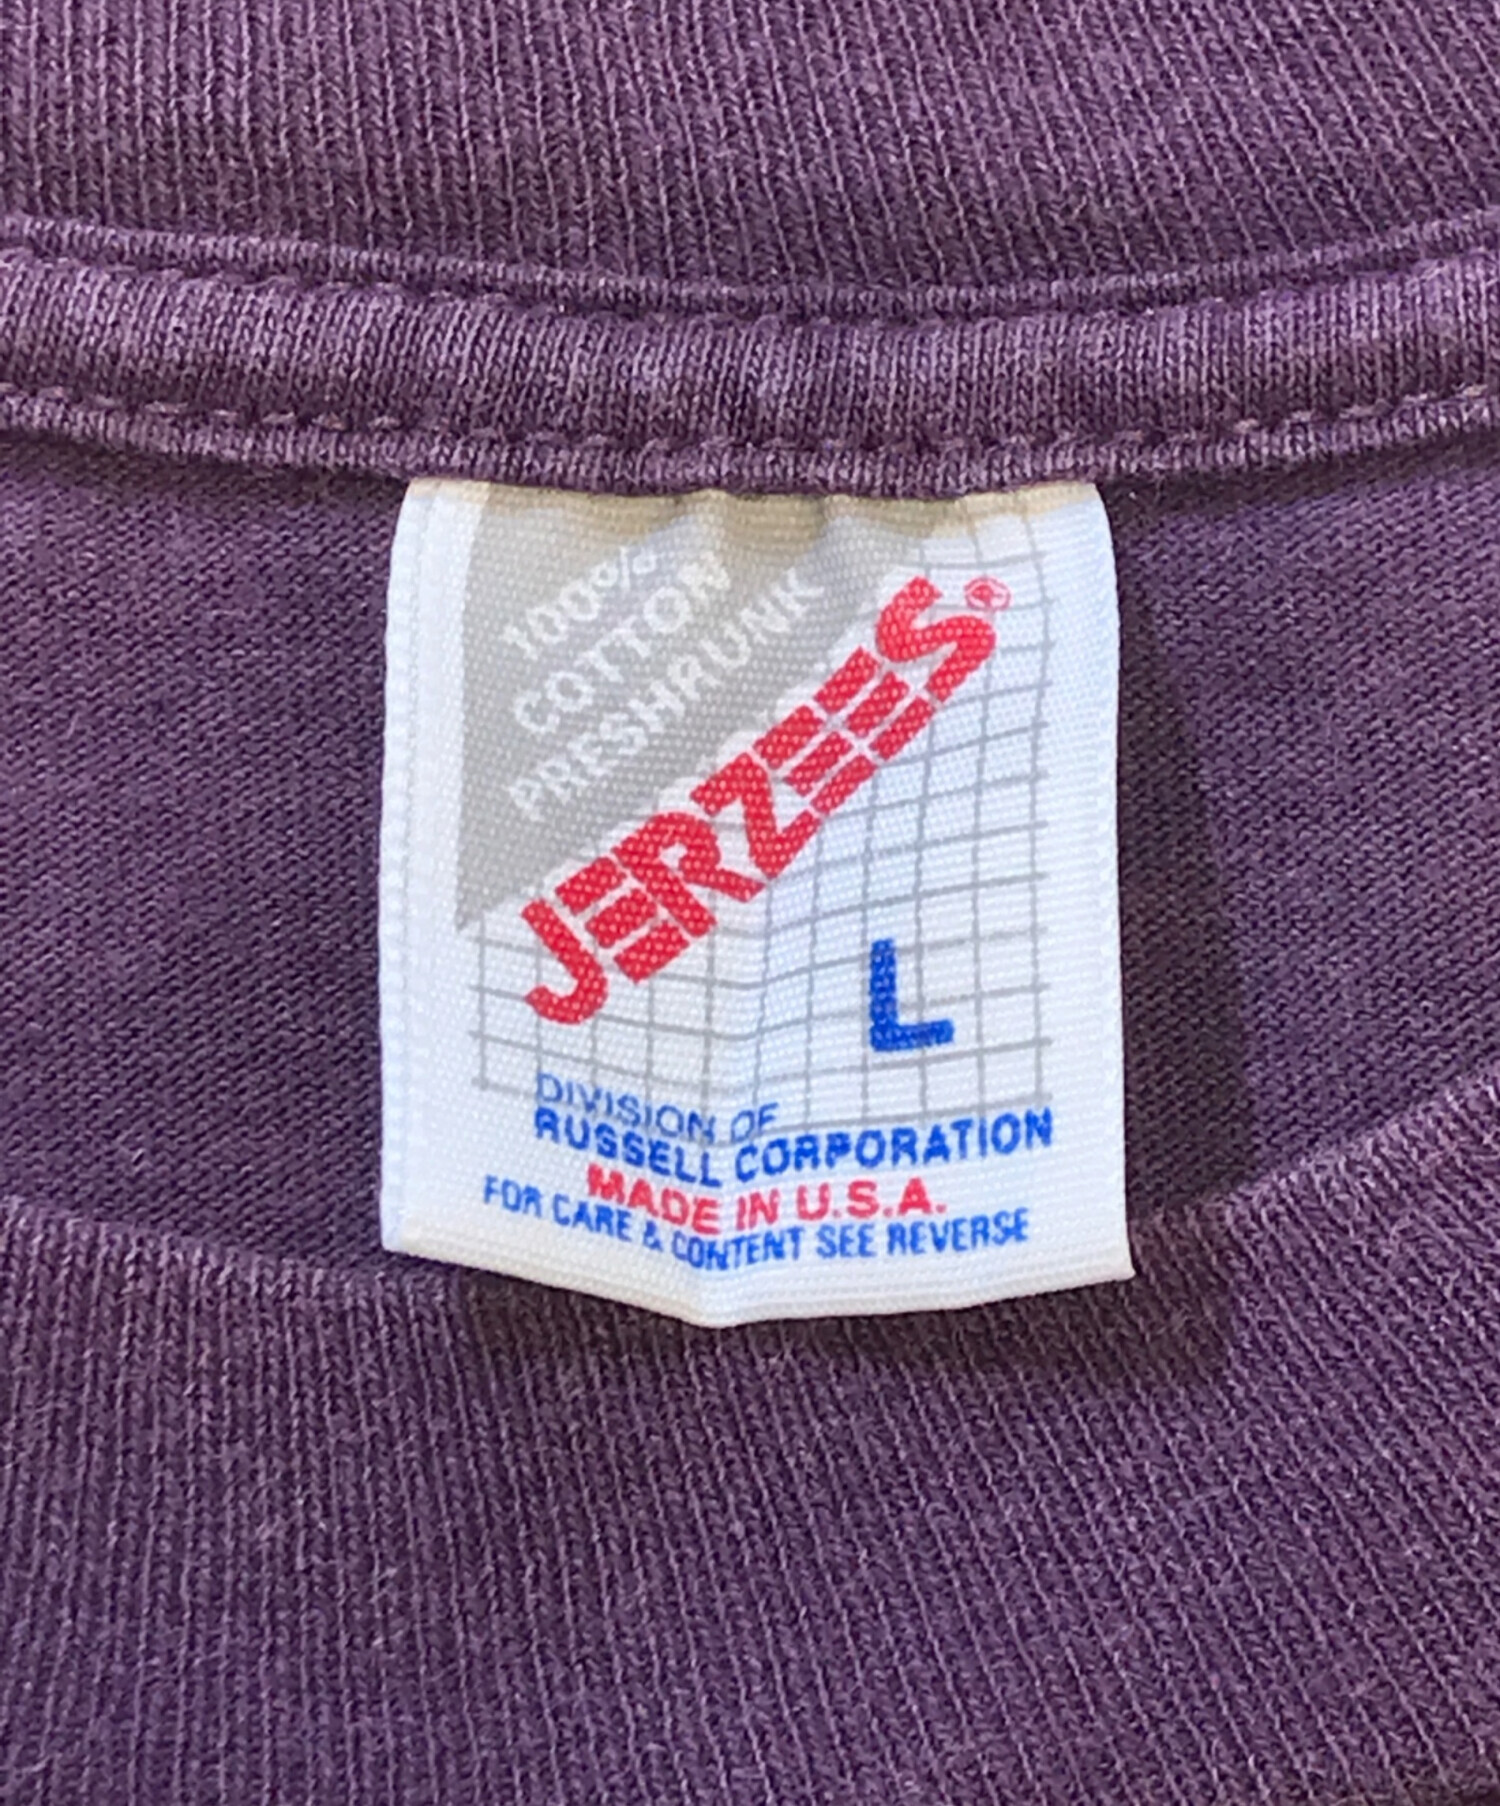 100%
COTTON
PRESHRUNK
JERZEES®
L
DIVISION OF
RUSSELL CORPORATION
MADE IN U.S.A.
FOR CARE & CONTENT SEE REVERSE